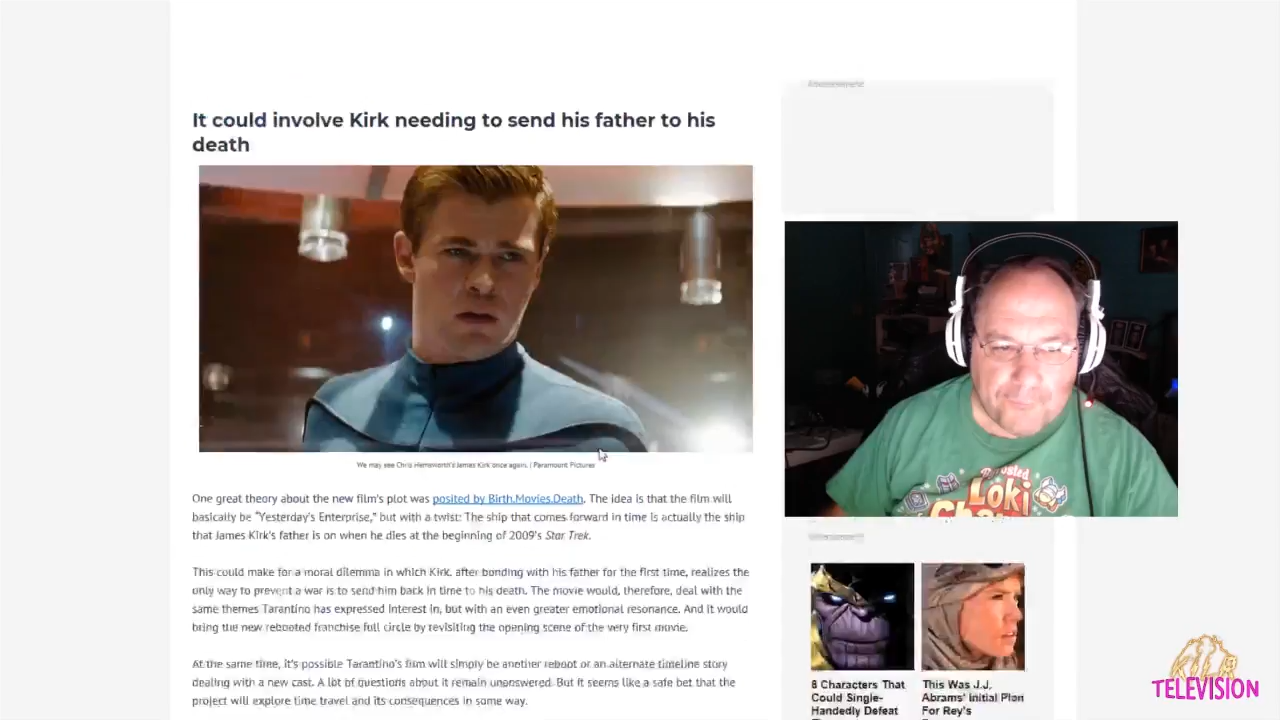 It could involve Kirk needing to send his father to his
death
We may see Chris Hemsworth's James Kirk once again. | Paramount Pictures
One great theory about the new film's plot was posited by Birth.Movies.Death. The idea is that the film will
basically be "Yesterday's Enterprise," but with a twist: The ship that comes forward in time is actually the ship
that James Kirk's father is on when he dies at the beginning of 2009's Star Trek.
This could make for a moral dilemma in which Kirk, after bonding with his father for the first time, realizes the
only way to prevent a war is to send him back in time to his death. The movie would, therefore, deal with the
same themes Tarantino has expressed interest in, but with an even greater emotional resonance. And it would
bring the new rebooted franchise full circle by revisiting the opening scene of the very first movie.
At the same time, it's possible Tarantino's film will simply be another reboot or an alternate timeline story
dealing with a new cast. A lot of questions about it remain unanswered. But it seems like a safe bet that the
project will explore time travel and its consequences in some way.
Advertisement
Loki
8 Characters That
Could Single-
Handedly Defeat
This Was J.J.
Abrams' Initial Plan
For Rey's
KILR
TELEVISION